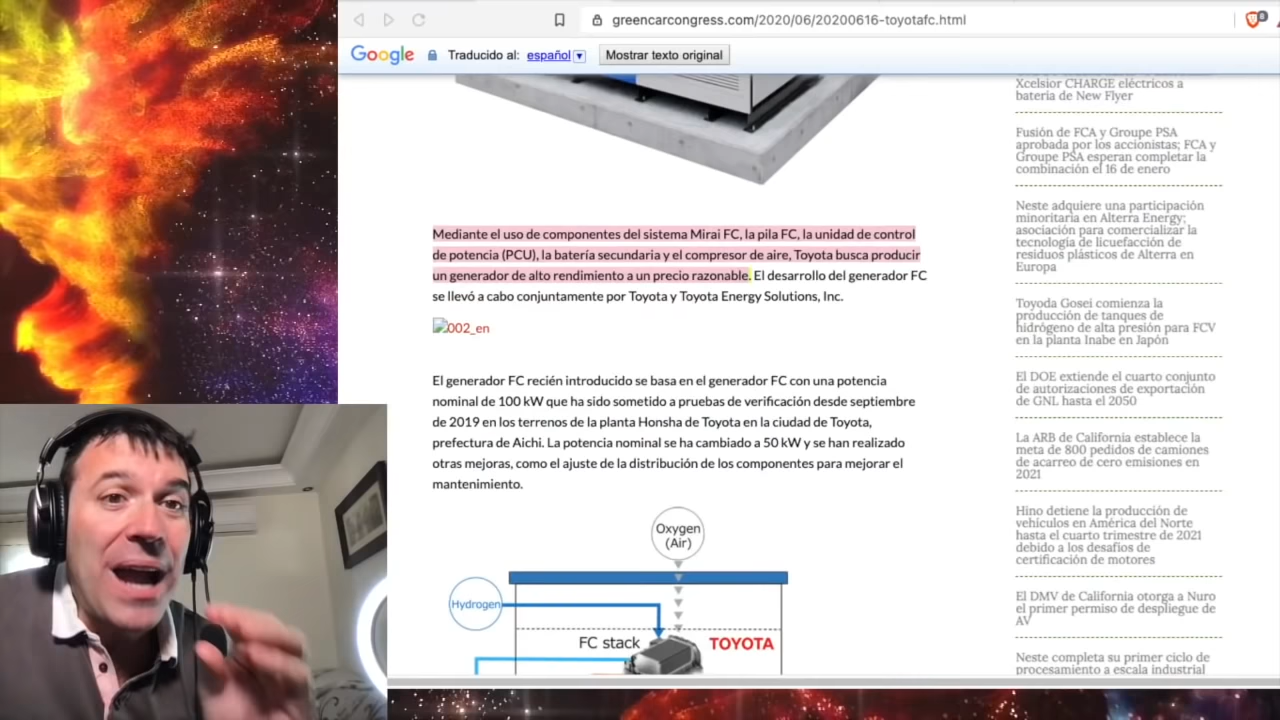 greencarcongress.com/2020/06/20200616-toyotafc.html
8
Google
Traducido al: español
Mostrar texto original
Mediante el uso de componentes del sistema Mirai FC, la pila FC, la unidad de control
de potencia (PCU), la batería secundaria y el compresor de aire, Toyota busca producir
un generador de alto rendimiento a un precio razonable. El desarrollo del generador FC
se llevó a cabo conjuntamente por Toyota y Toyota Energy Solutions, Inc.
002_en
El generador FC recién introducido se basa en el generador FC con una potencia
nominal de 100 kW que ha sido sometido a pruebas de verificación desde septiembre
de 2019 en los terrenos de la planta Honsha de Toyota en la ciudad de Toyota,
prefectura de Aichi. La potencia nominal se ha cambiado a 50 kW y se han realizado
otras mejoras, como el ajuste de la distribución de los componentes para mejorar el
mantenimiento.
Oxygen
(Air)
Hydrogen
FC stack
TOYOTA
Xcelsior CHARGE eléctricos a
batería de New Flyer
Fusión de FCA y Groupe PSA
aprobada por los accionistas; FCA y
Groupe PSA esperan completar la
combinación el 16 de enero
Neste adquiere una participación
minoritaria en Alterra Energy;
asociación para comercializar la
tecnología de licuefacción de
residuos plásticos de Alterra en
Europa
Toyoda Gosei comienza la
producción de tanques de
hidrógeno de alta presión para FCV
en la planta Inabe en Japón
El DOE extiende el cuarto conjunto
de autorizaciones de exportación
de GNL hasta el 2050
La ARB de California establece la
meta de 800 pedidos de camiones
de acarreo de cero emisiones en
2021
Hino detiene la producción de
vehículos en América del Norte
hasta el cuarto trimestre de 2021
debido a los desafíos de
certificación de motores
El DMV de California otorga a Nuro
el primer permiso de despliegue de
AV
Neste completa su primer ciclo de
procesamiento a escala industrial